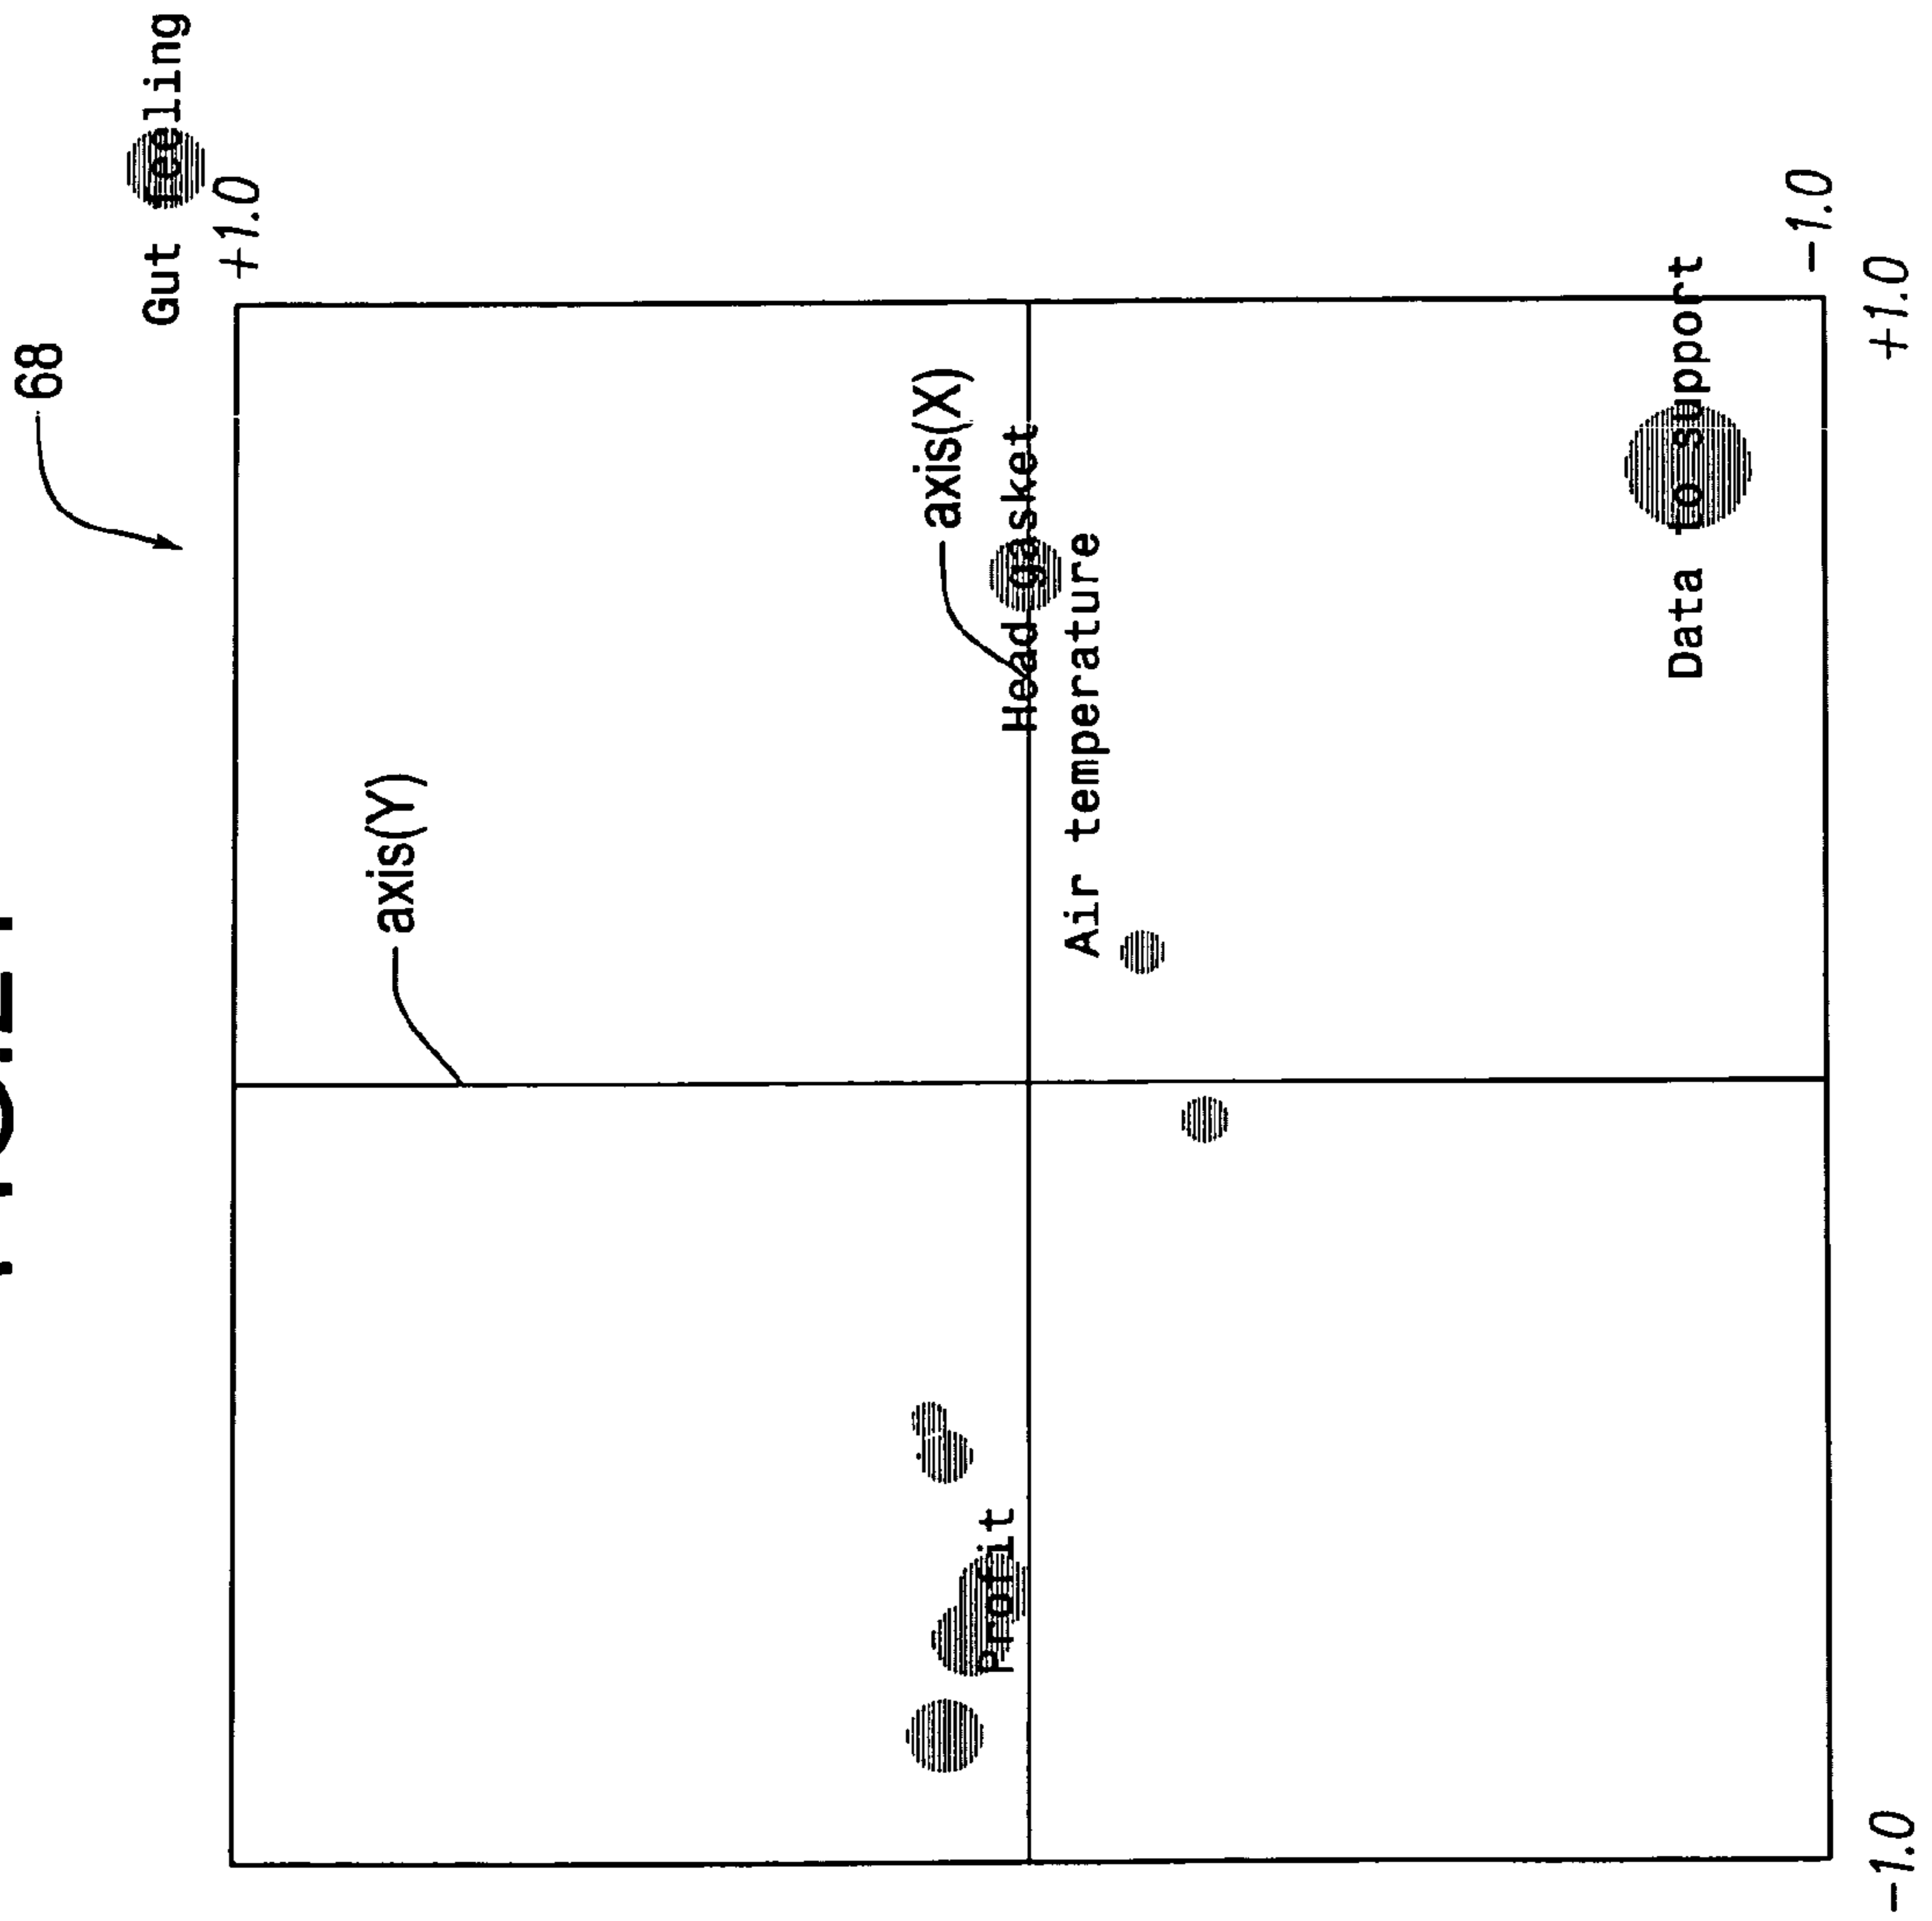 68
Gut feeling
+1.0
axis(Y)
axis(X)
Head gasket
Air temperature
Profit
Data to support
-1.0
-1.0
+1.0